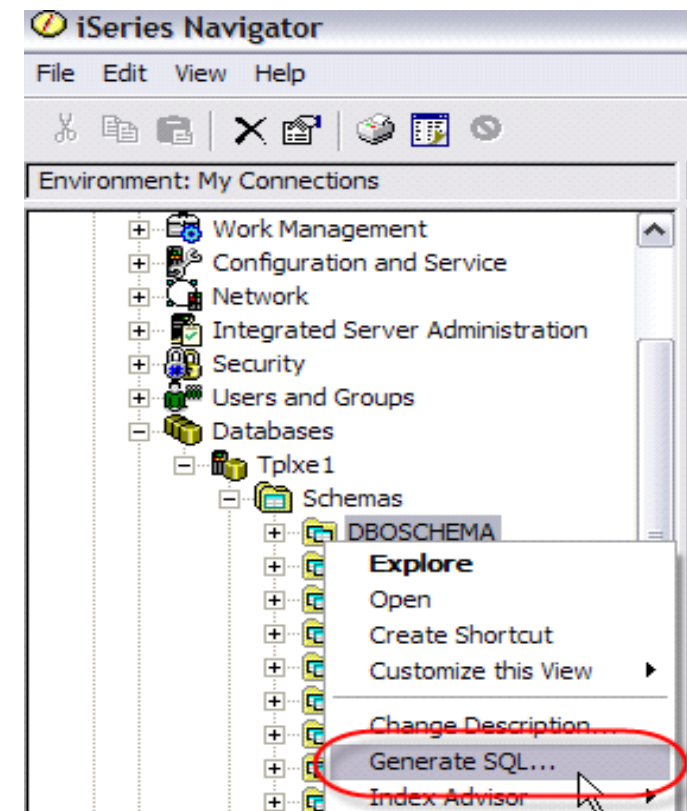 iSeries Navigator
File Edit View Help
Environment: My Connections
Work Management
Configuration and Service
Network
Integrated Server Administration
Security
Users and Groups
Databases
Tplxe1
Schemas
DBOSCHEMA
Explore
Open
Create Shortcut
Customize this View
Change Description...
Generate SQL...
Index Advisor